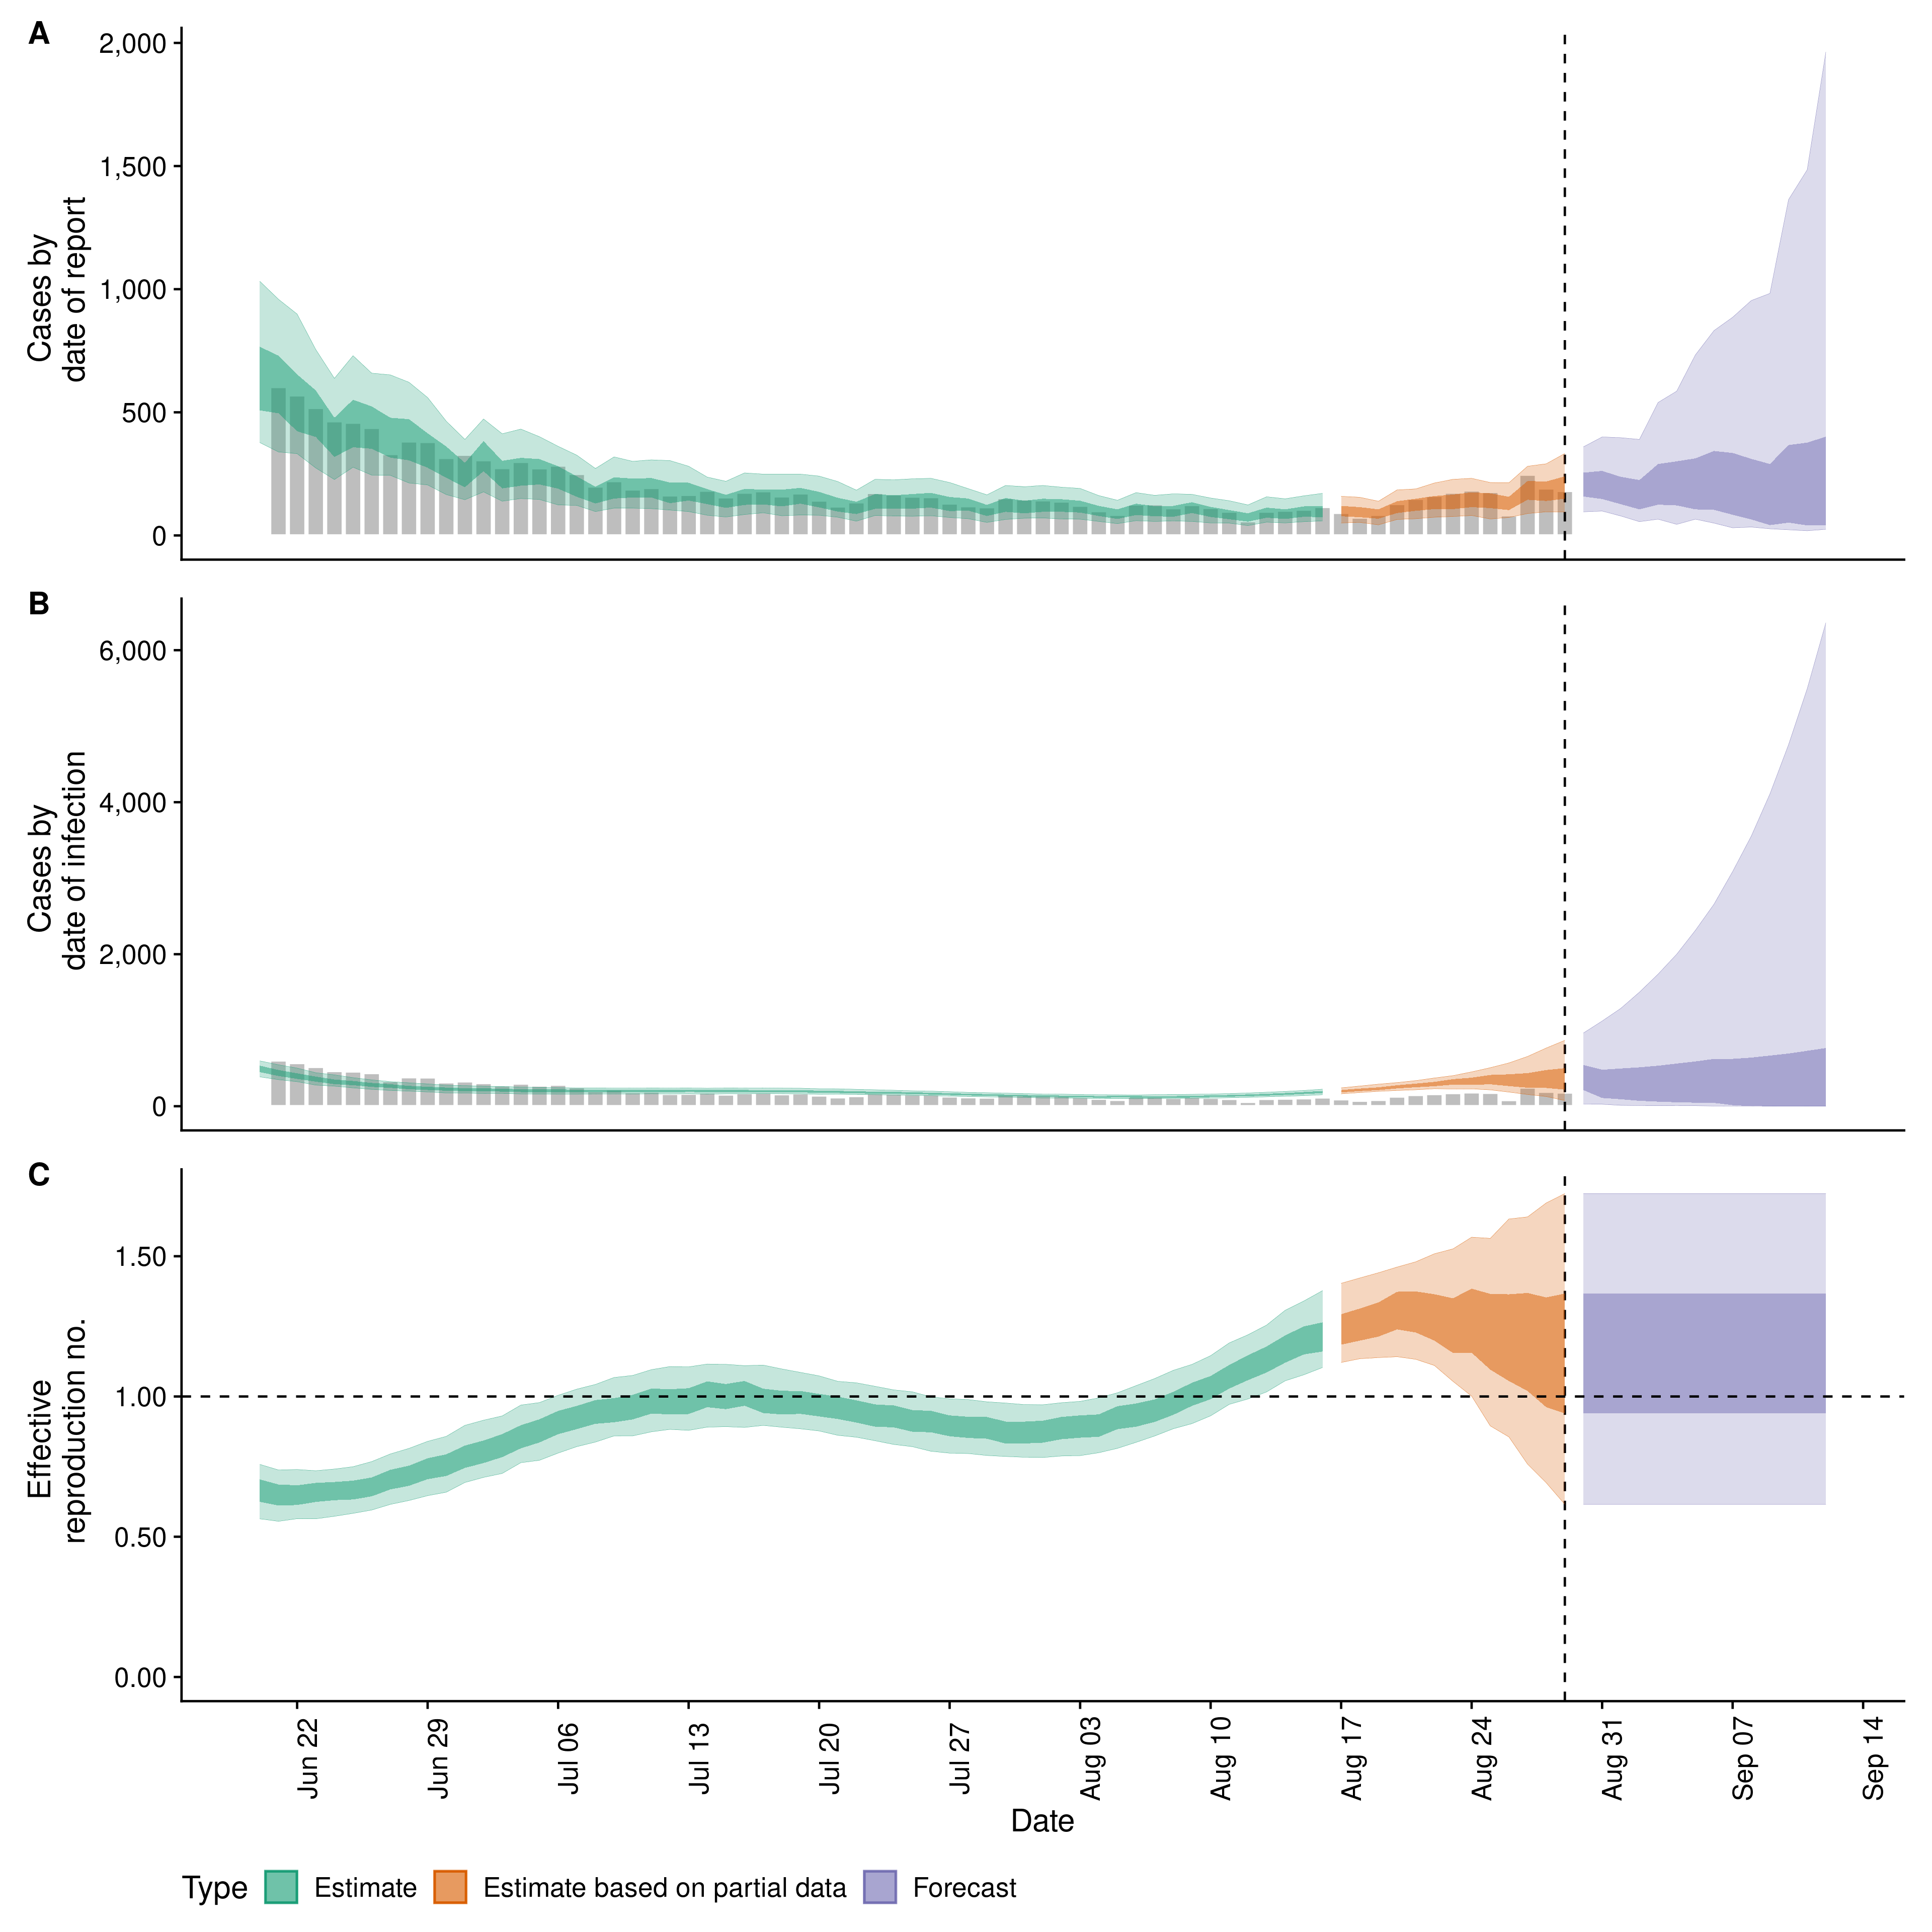 A
2,000
1,500
1,000
500
0
Cases by
date of report
B
6,000
4,000
2,000
0
Cases by
date of infection
C
1.50
1.00
0.50
0.00
Effective
reproduction no.
Jun 22
Jun 29
Jul 06
Jul 13
Jul 20
Jul 27
Aug 03
Aug 10
Aug 17
Aug 24
Aug 31
Sep 07
Sep 14
Date
Type Estimate Estimate based on partial data Forecast